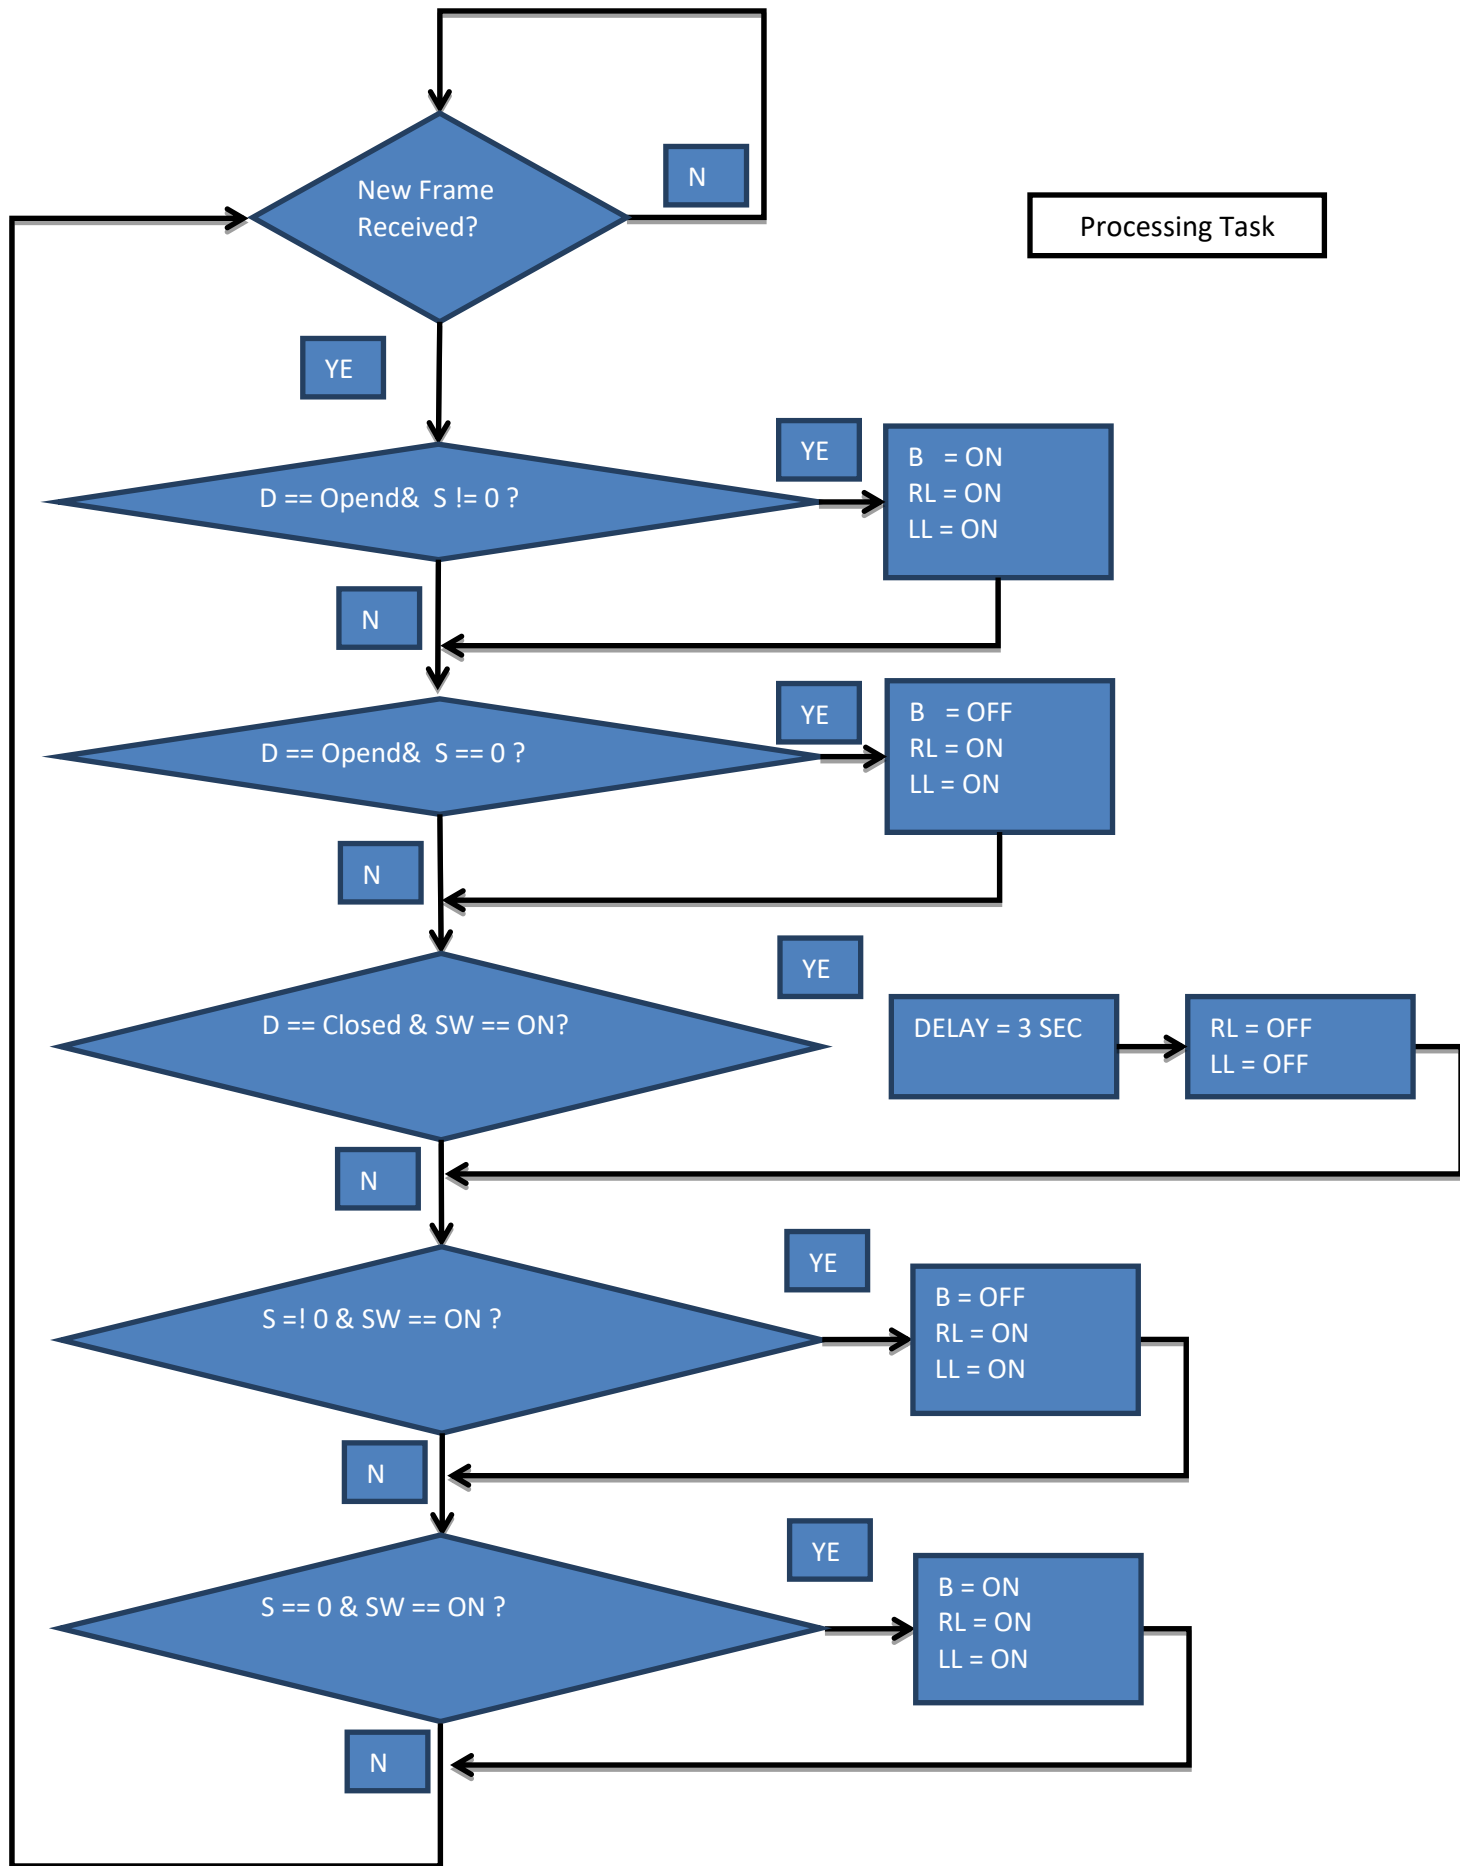 New Frame
Received?
N
Processing Task
YE
D == Opend&  S != 0 ?
YE
B   = ON
RL = ON
LL = ON
N
D == Opend&  S == 0 ?
YE
B   = OFF
RL = ON
LL = ON
N
D == Closed & SW == ON?
YE
DELAY = 3 SEC
RL = OFF
LL = OFF
N
S =! 0 & SW == ON ?
YE
B = OFF
RL = ON
LL = ON
N
S == 0 & SW == ON ?
YE
B = ON
RL = ON
LL = ON
N